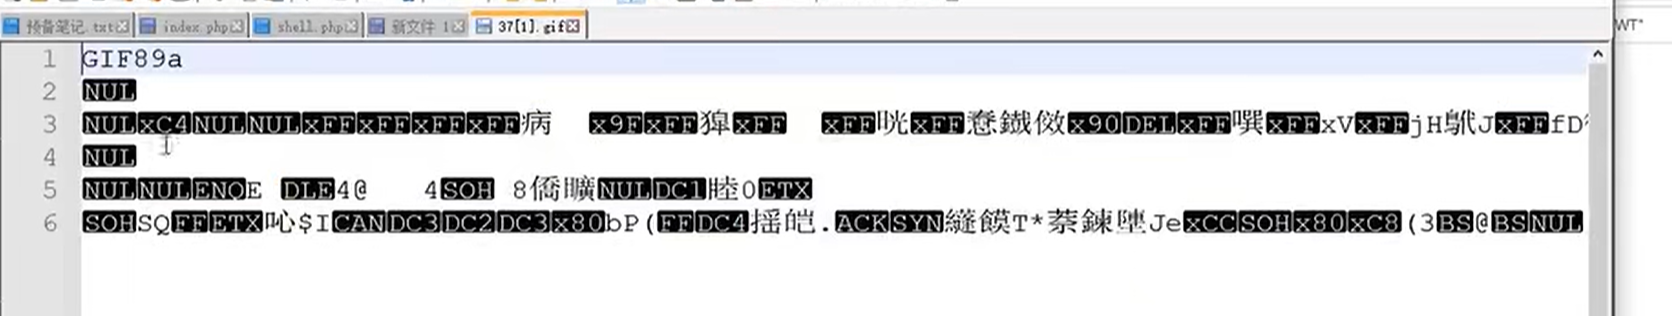 预备笔记.txt index.php shell.php 新文件 1 37[1].gif
WT"
1 GIF89a
2 NUL
3 NULxC4NULNULxFFxFFxFFxFF病 x9FxFF猂xFF xFF咣xFF惷鐡伮x90DELxFF噀xFFxVxFFjH鴏JxFFfD
4 NUL
5 NULNULENQE DLE4@ 4SOH 8僑矌NULDC1睦0ETX
6 SOHSQFFETX吣$ICANDC3DC2DC3x80bP(FFDC4摇皑.ACKSYN縫饃T*萘鍊墬JexCCSOHx80xC8(3BS@BSNUL